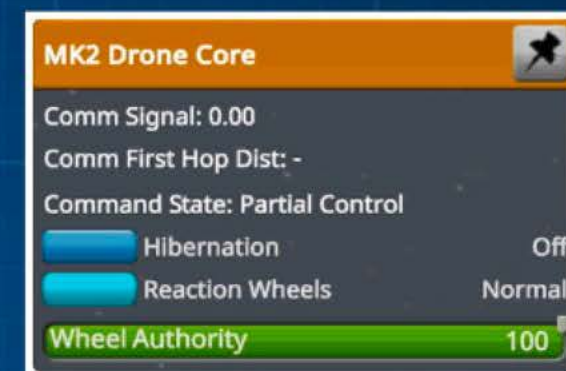 MK2 Drone Core
Comm Signal: 0.00
Comm First Hop Dist: -
Command State: Partial Control
Hibernation Off
Reaction Wheels Normal
Wheel Authority 100